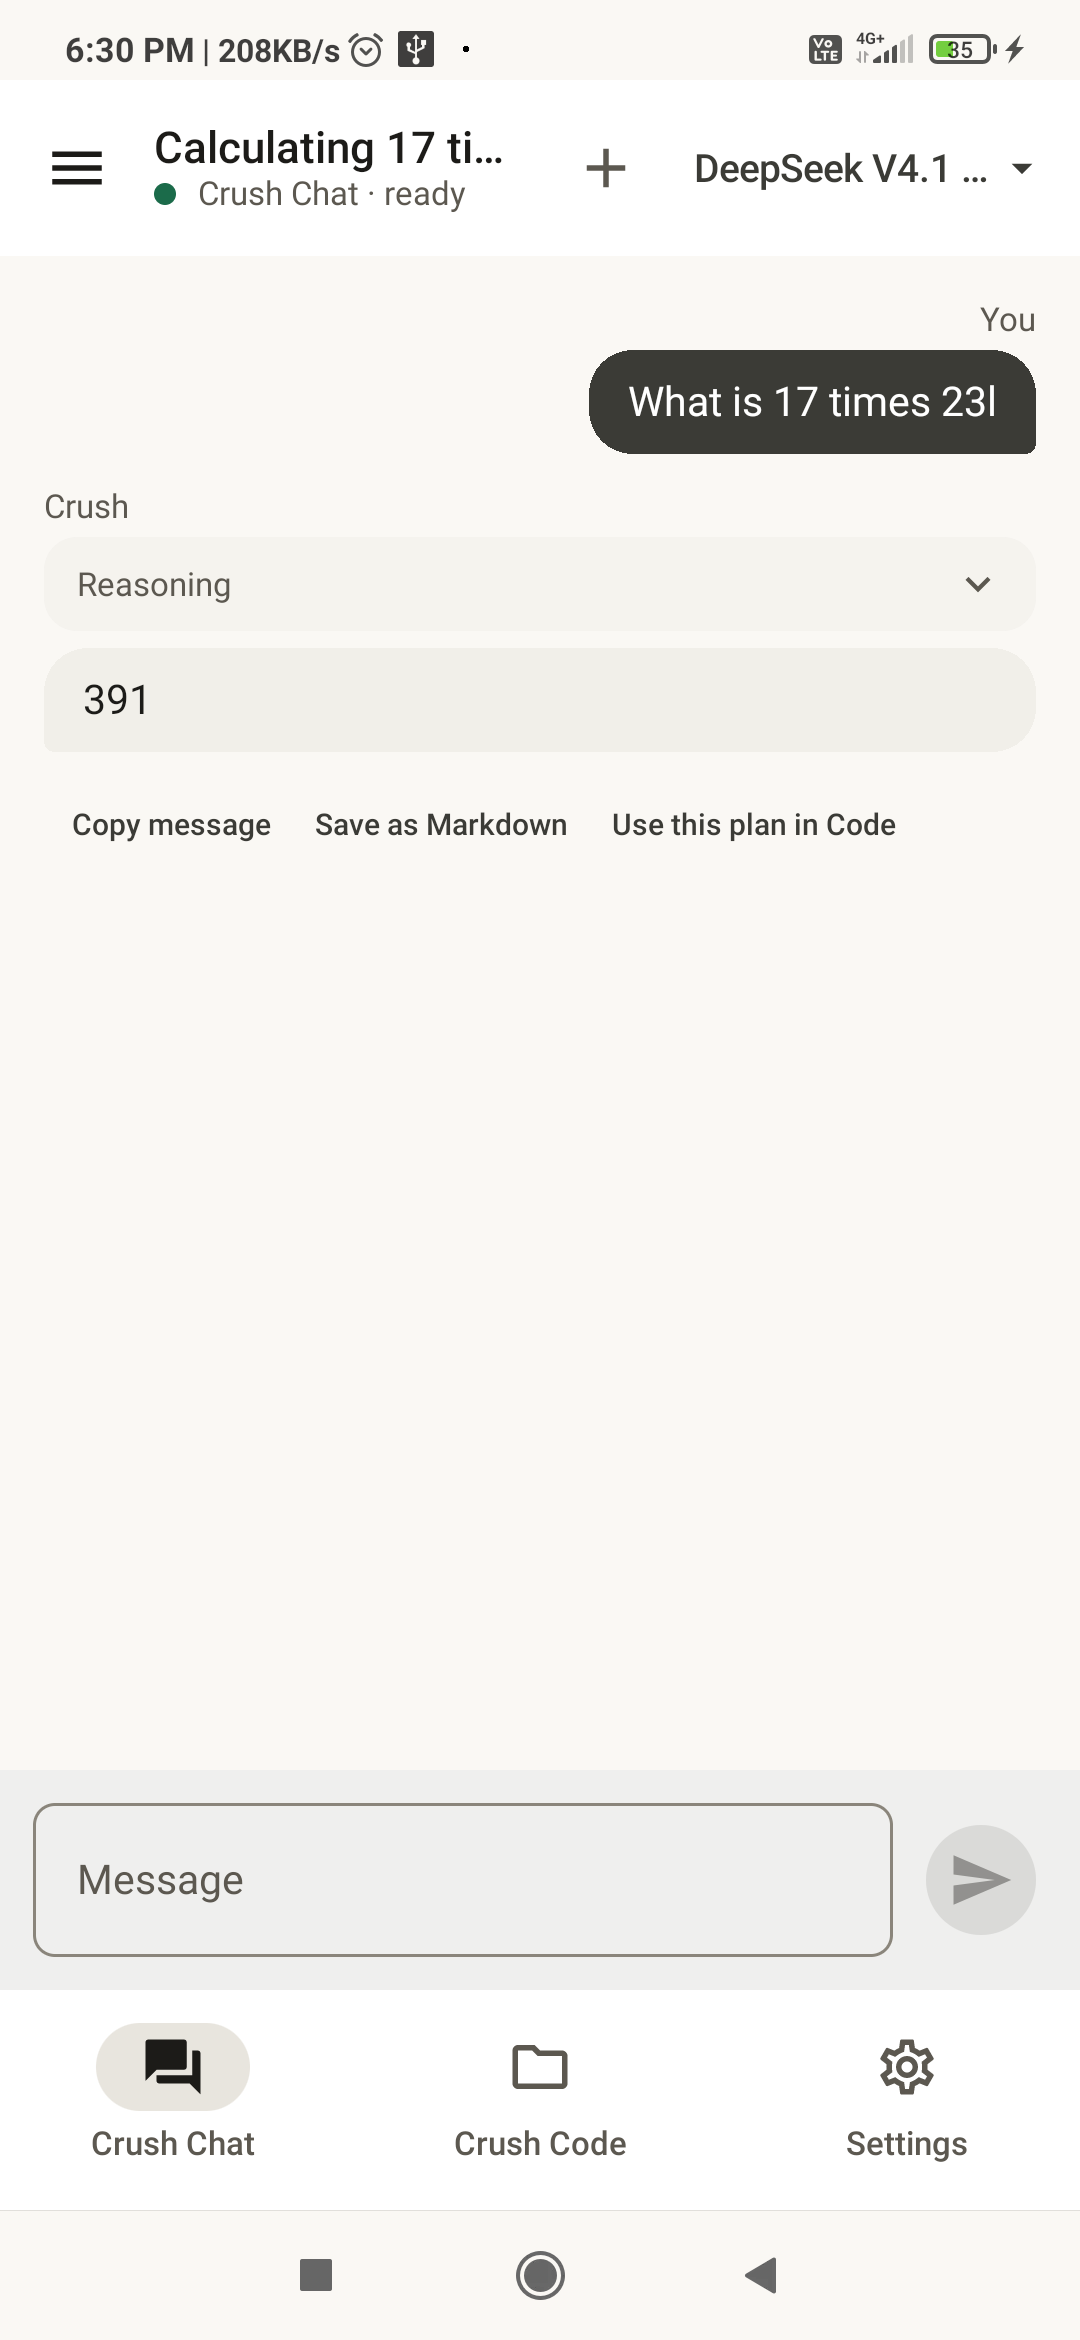 6:30 PM | 208KB/s
Vo LTE 4G+ 35
Calculating 17 ti...
DeepSeek V4.1 ...
Crush Chat · ready
You
What is 17 times 23l
Crush
Reasoning
391
Copy message Save as Markdown Use this plan in Code
Message
Crush Chat Crush Code Settings